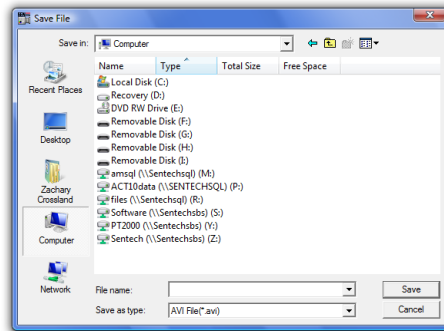 Save File
Save in: Computer
Name Type Total Size Free Space
Recent Places
Desktop
Zachary
Crossland
Computer
Network
Local Disk (C:)
Recovery (D:)
DVD RW Drive (E:)
Removable Disk (F:)
Removable Disk (G:)
Removable Disk (H:)
Removable Disk (I:)
amsql (\\Sentechsql) (M:)
ACT10data (\\SENTECHSQL) (P:)
files (\\Sentechsql) (R:)
Software (\\Sentechsbs) (S:)
PT2000 (\\Sentechsbs) (Y:)
Sentech (\\Sentechsbs) (Z:)
File name: Save
Save as type: AVI File(*.avi) Cancel